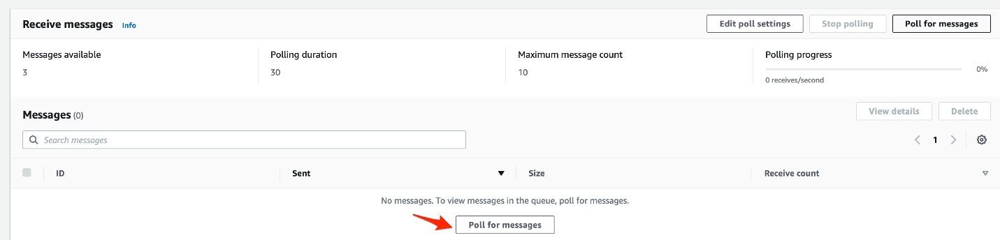 Receive messages Info Edit poll settings Stop polling Poll for messages
Messages available Polling duration Maximum message count Polling progress
3 30 10 0%
0 receives/second
Messages (0) View details Delete
Search messages 1
ID Sent Size Receive count
No messages. To view messages in the queue, poll for messages.
Poll for messages